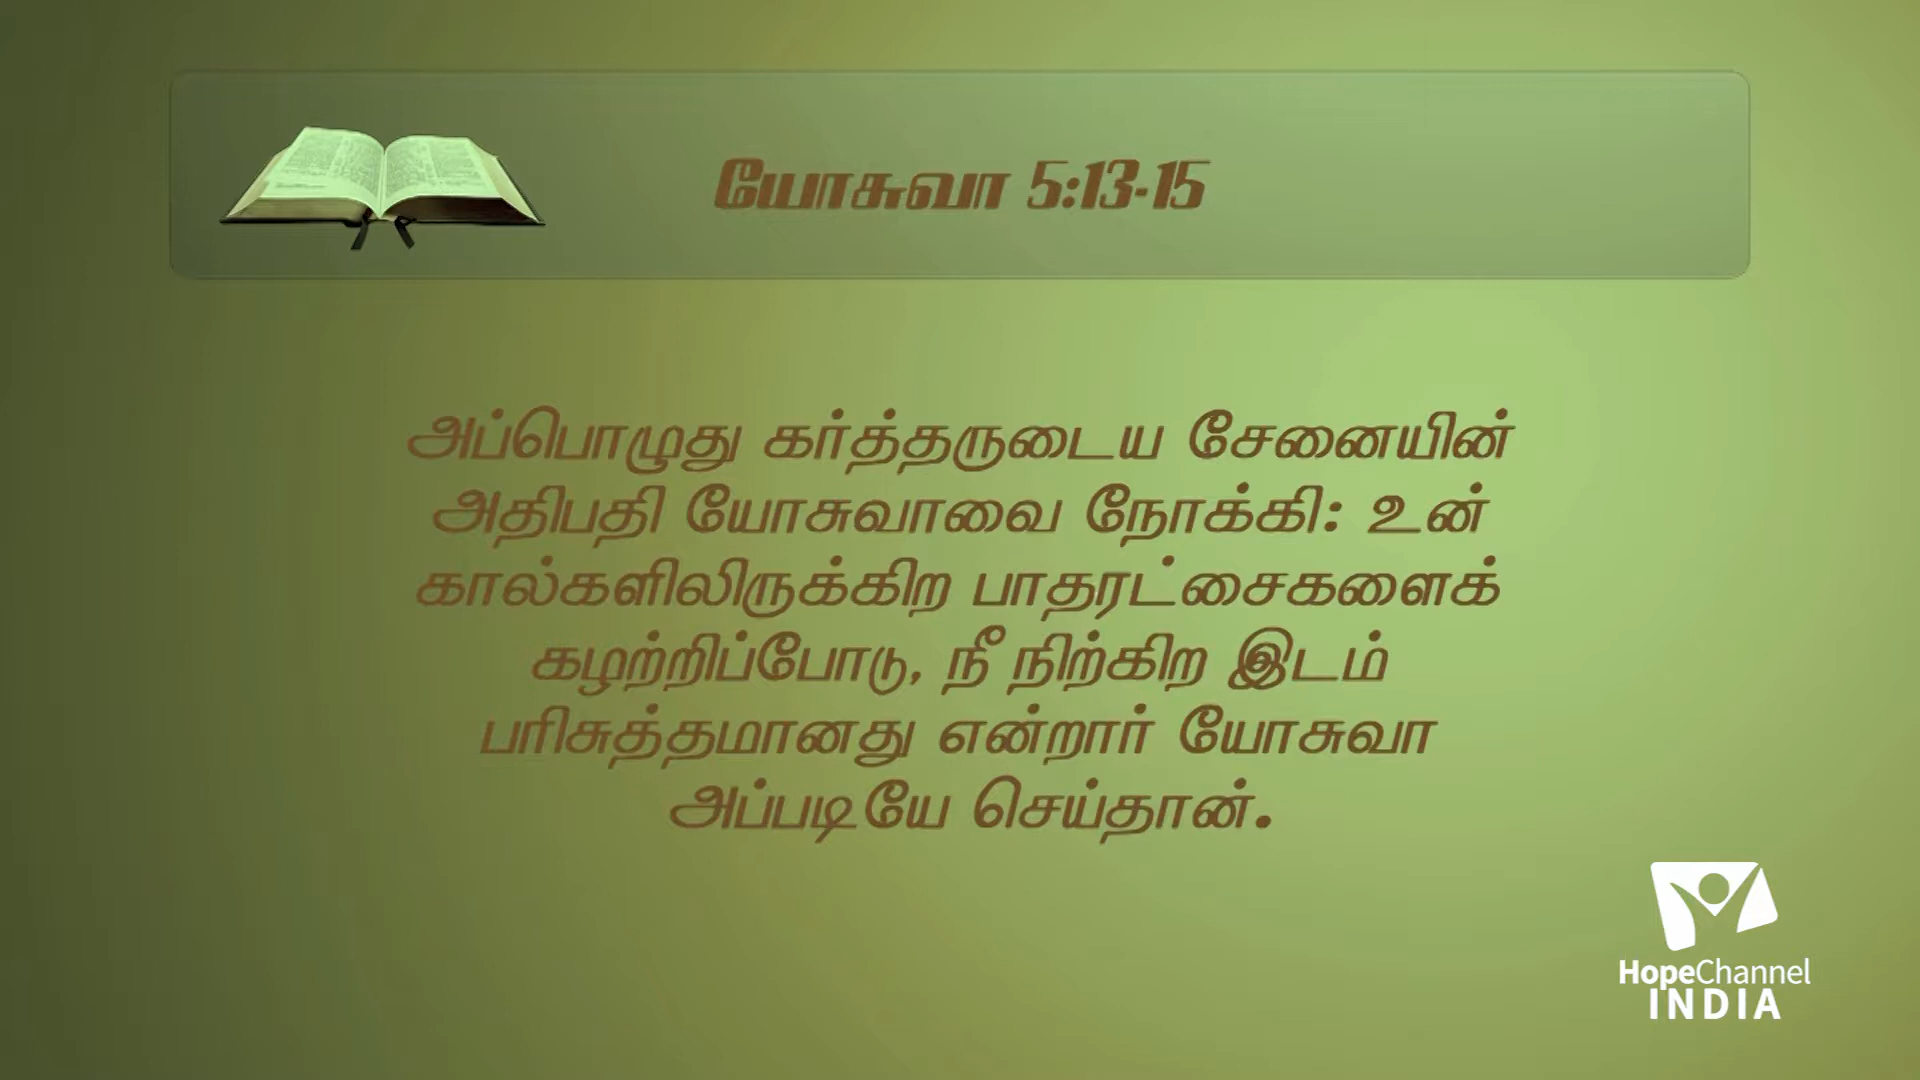 யோசுவா 5:13-15
அப்பொழுது கர்த்தருடைய சேனையின்
அதிபதி யோசுவாவை நோக்கி: உன்
கால்களிலிருக்கிற பாதரட்சைகளைக்
கழற்றிப்போடு, நீ நிற்கிற இடம்
பரிசுத்தமானது என்றார் யோசுவா
அப்படியே செய்தான்.
HopeChannel
INDIA